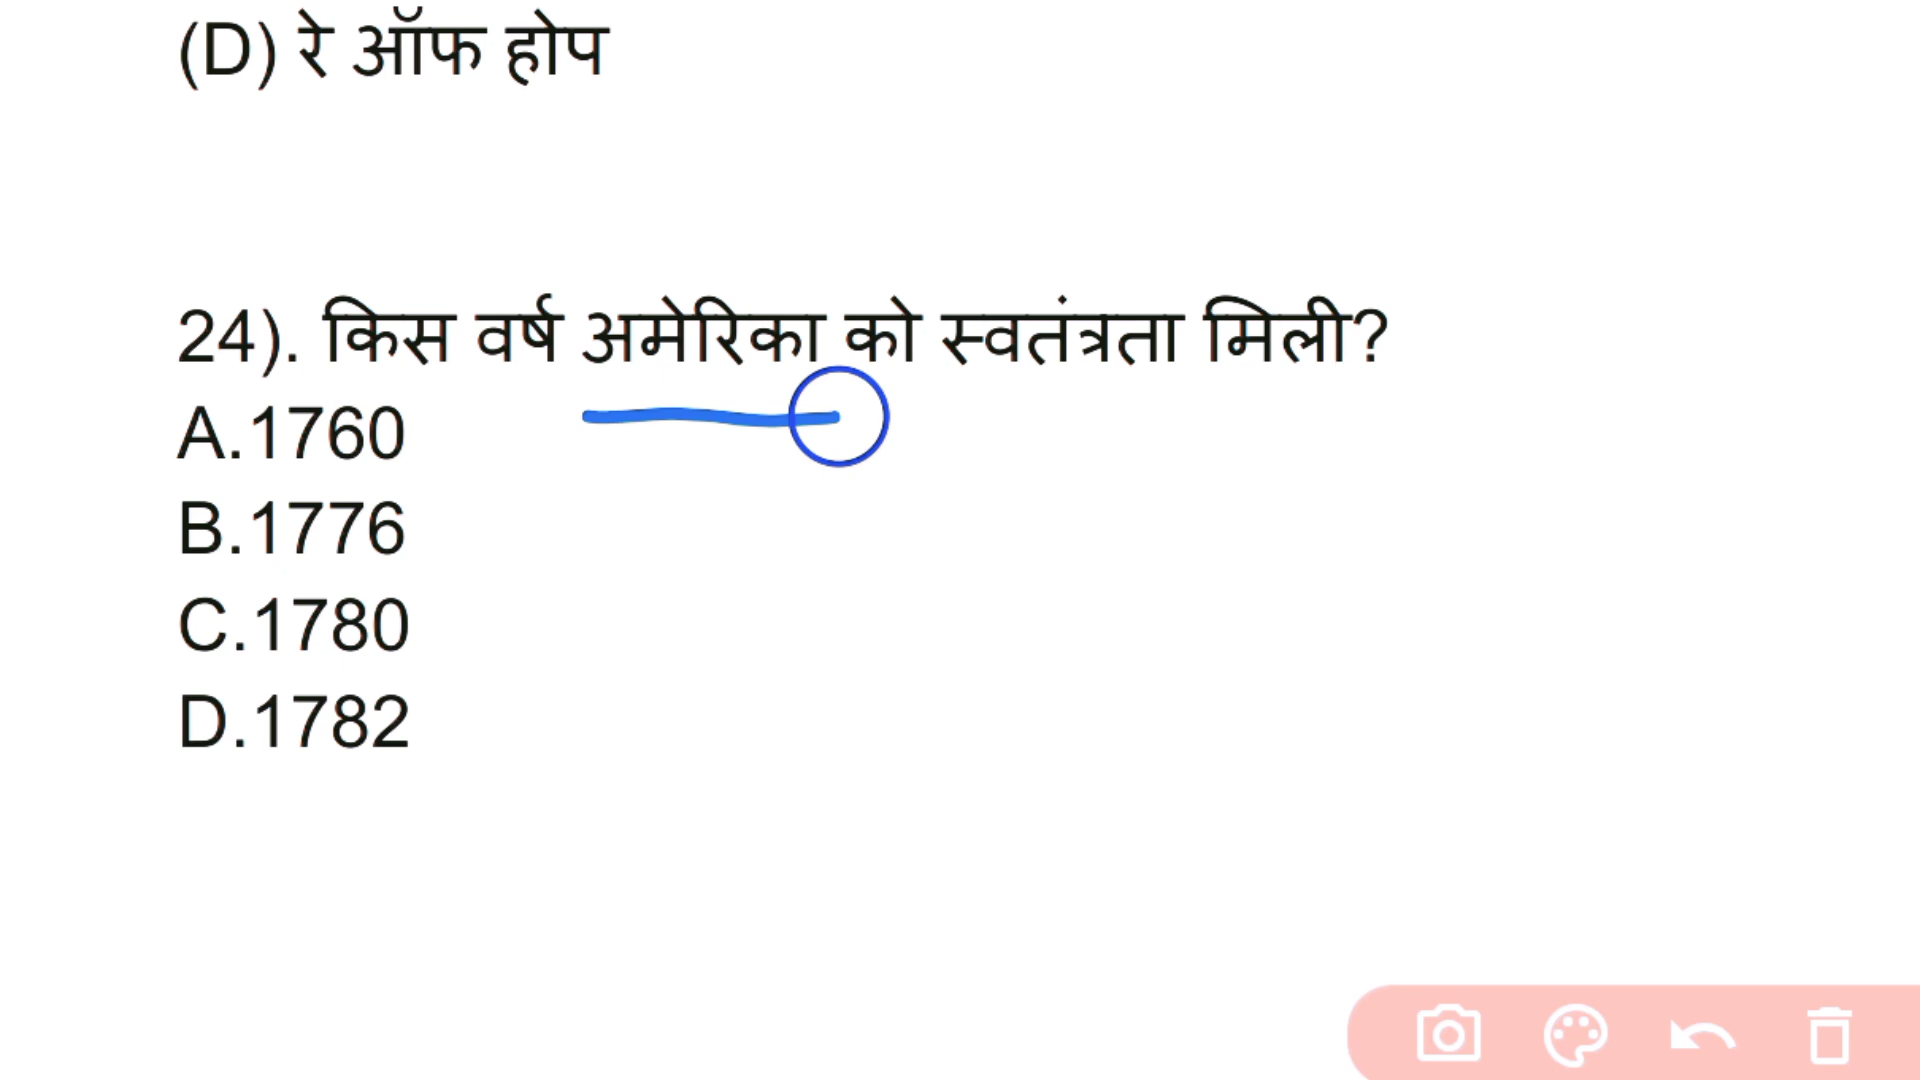 (D) रे ऑफ होप
24). किस वर्ष अमेरिका को स्वतंत्रता मिली?
A.1760
B.1776
C.1780
D.1782